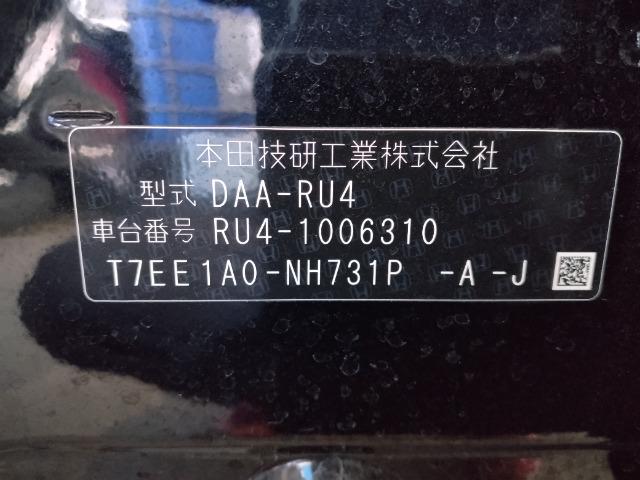 本田技研工業株式会社
型式 DAA-RU4
車台番号 RU4-1006310
T7EE1A0-NH731P -A-J